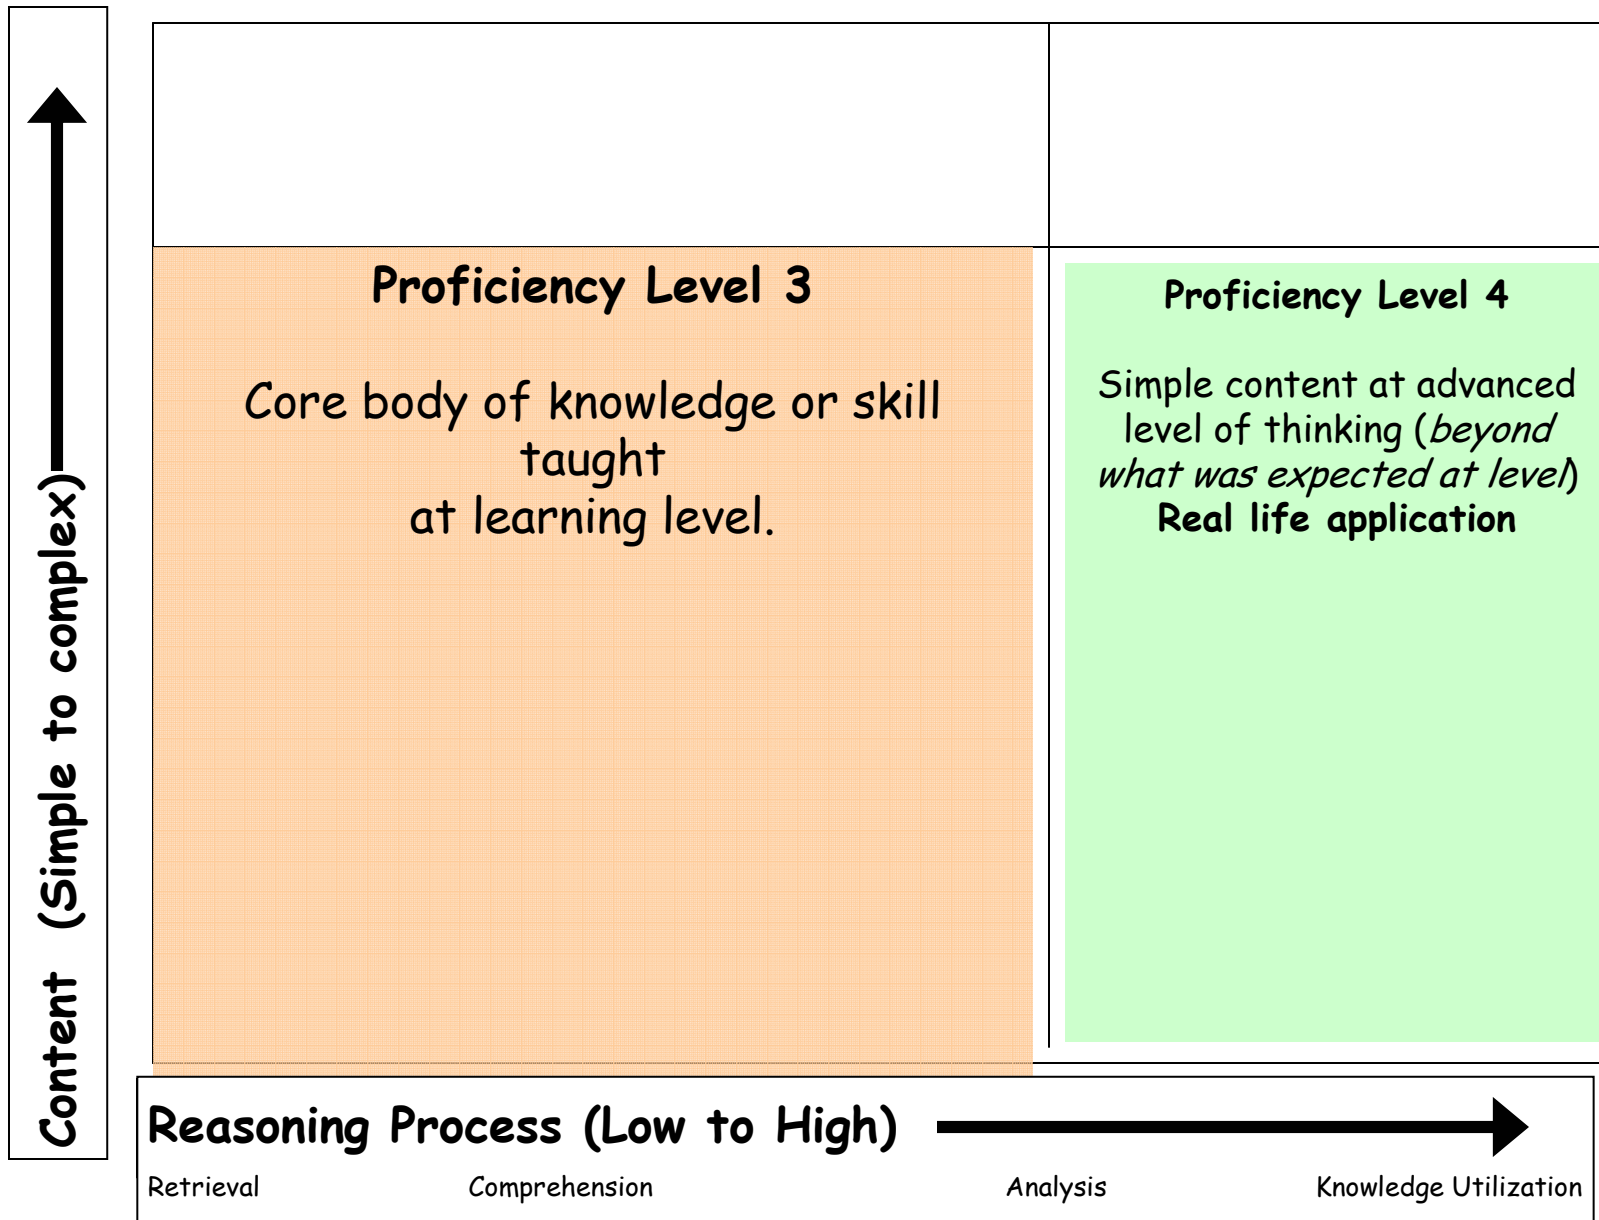 Content (Simple to complex)
Proficiency Level 3
Core body of knowledge or skill
taught
at learning level.
Proficiency Level 4
Simple content at advanced
level of thinking (beyond
what was expected at level)
Real life application
Reasoning Process (Low to High)
Retrieval Comprehension Analysis Knowledge Utilization